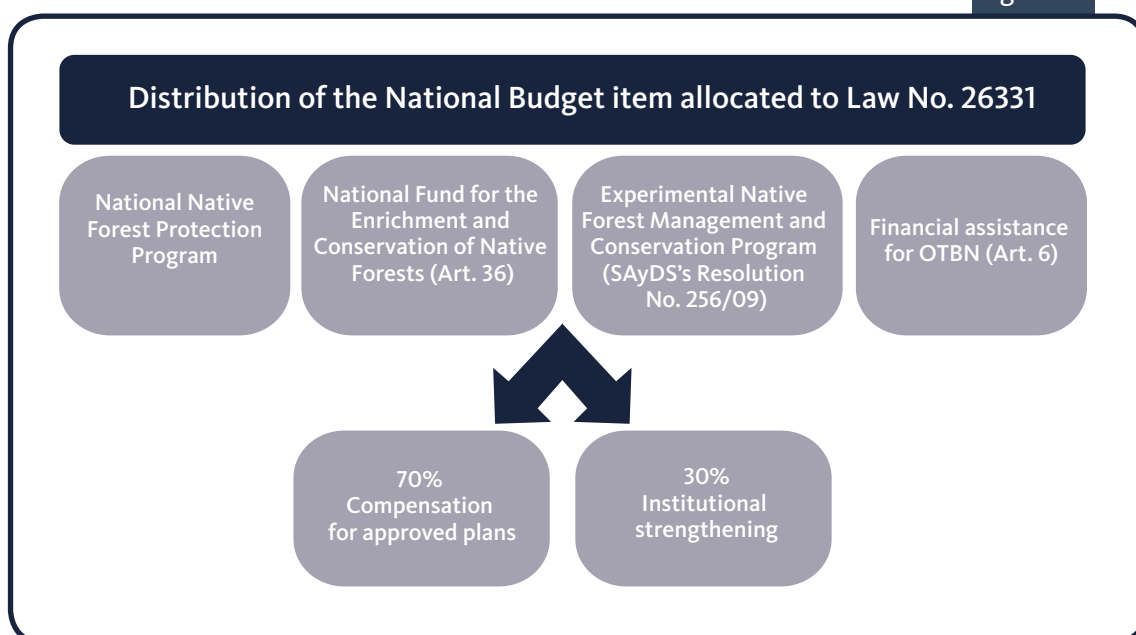 Distribution of the National Budget item allocated to Law No. 26331
National Native
Forest Protection
Program
National Fund for the
Enrichment and
Conservation of Native
Forests (Art. 36)
Experimental Native
Forest Management and
Conservation Program
(SAyDS's Resolution
No. 256/09)
Financial assistance
for OTBN (Art. 6)
70%
Compensation
for approved plans
30%
Institutional
strengthening